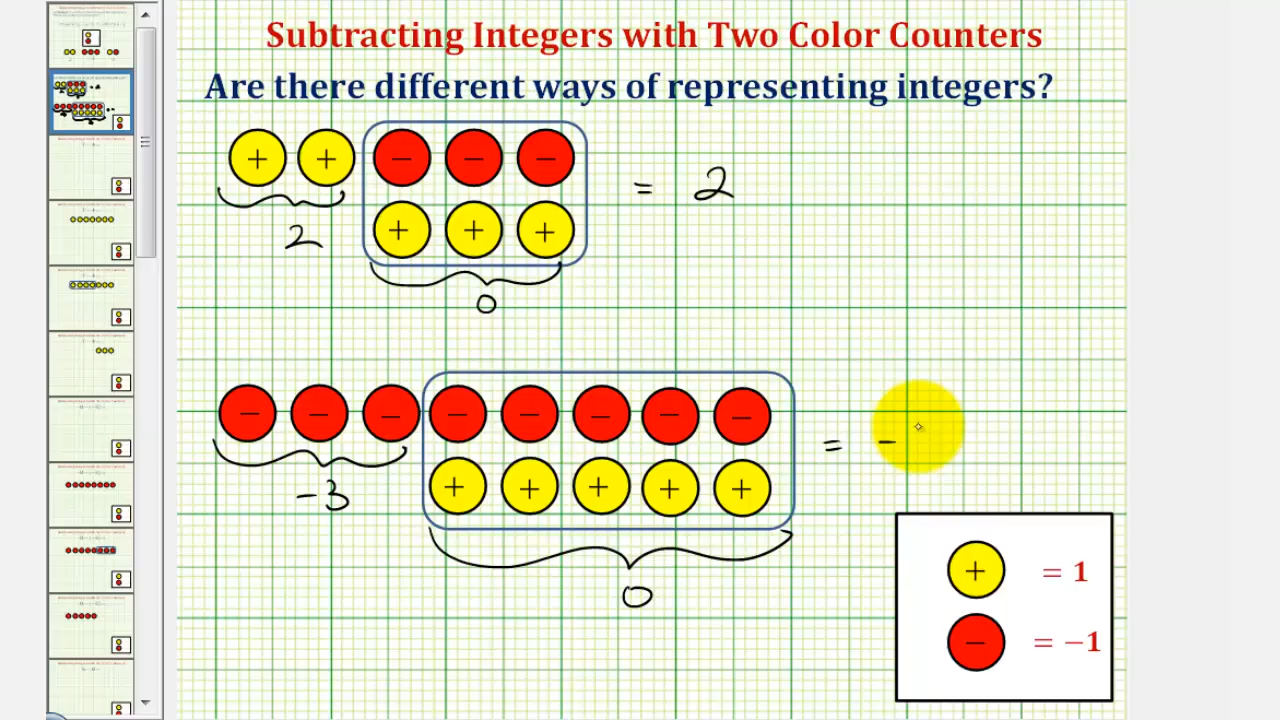 Subtracting Integers with Two Color Counters
Are there different ways of representing integers?
+ + − − −
= 2
+ + +
2
0
− − − − − − − −
= -
+ + + + +
-3
0
+ = 1
− = −1